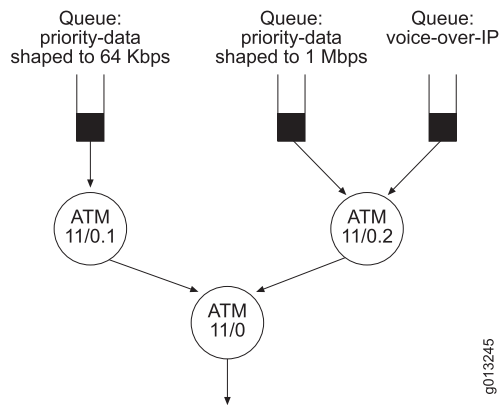 Queue:
priority-data
shaped to 64 Kbps
Queue:
priority-data
shaped to 1 Mbps
Queue:
voice-over-IP
ATM
11/0.1
ATM
11/0.2
ATM
11/0
g013245